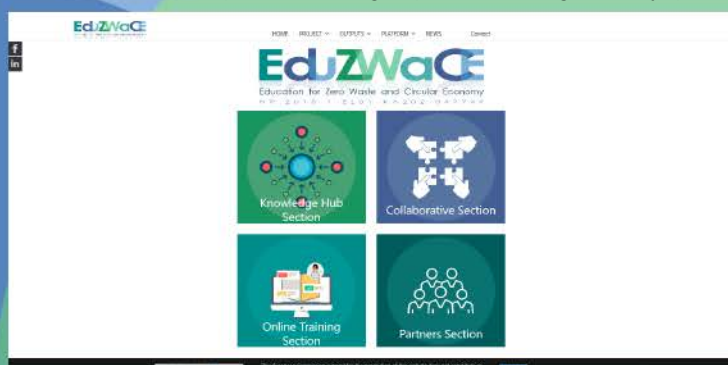 EduZWaCE
HOME PROJECT OUTPUTS PLATFORM NEWS Connect
f
in
EduZWaCE
Education for Zero Waste and Circular Economy
Knowledge Hub
Section
Collaborative Section
Online Training
Section
Partners Section